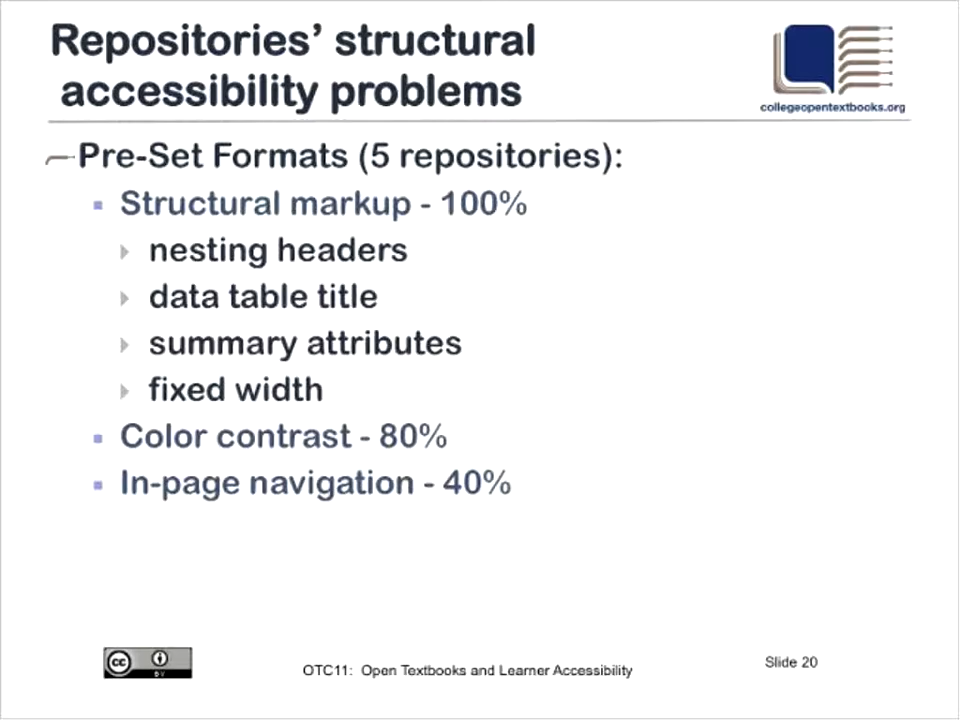 Repositories’ structural
accessibility problems
collegeopentextbooks.org
Pre-Set Formats (5 repositories):
Structural markup - 100%
nesting headers
data table title
summary attributes
fixed width
Color contrast - 80%
In-page navigation - 40%
cc
BY
OTC11: Open Textbooks and Learner Accessibility
Slide 20